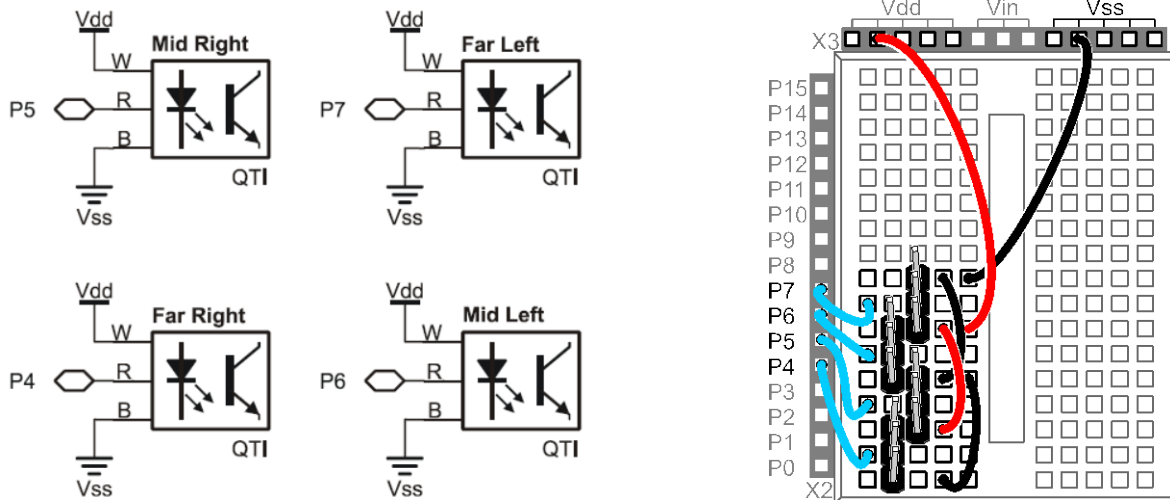 Vdd
Mid Right
W
P5
R
B
QTI
Vss
Vdd
Far Left
W
P7
R
B
QTI
Vss
Vdd
Far Right
W
P4
R
B
QTI
Vss
Vdd
Mid Left
W
P6
R
B
QTI
Vss
Vdd Vin Vss
X3
P15
P14
P13
P12
P11
P10
P9
P8
P7
P6
P5
P4
P3
P2
P1
P0
X2